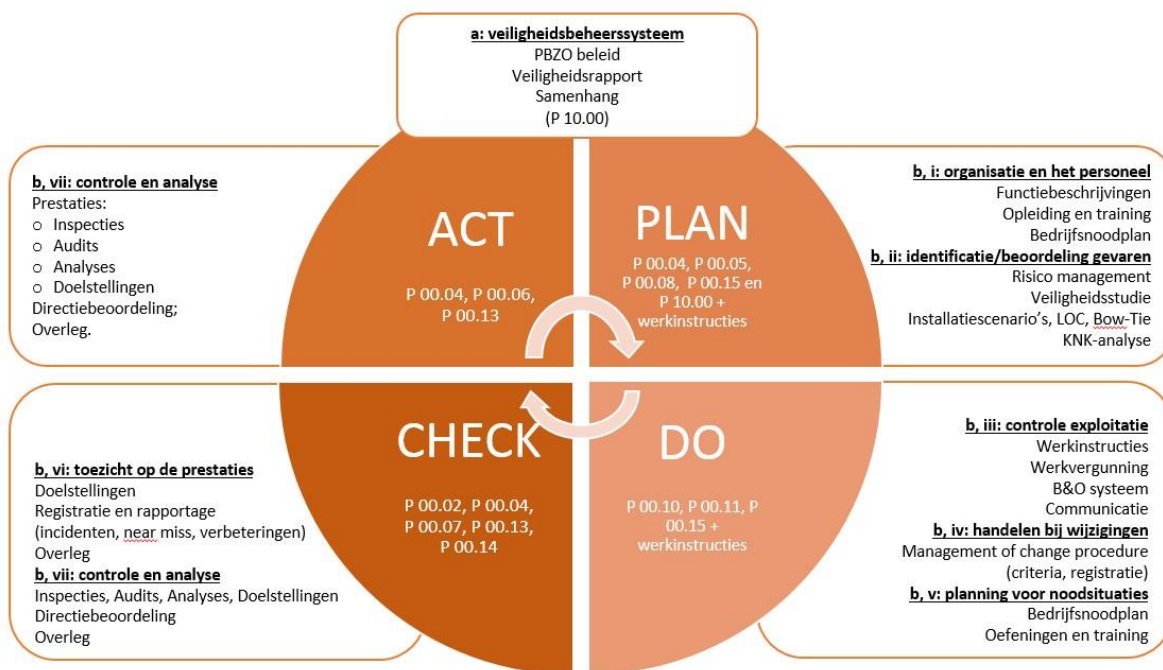 a: veiligheidsbeheerssysteem
PBZO beleid
Veiligheidsrapport
Samenhang
(P 10.00)
b, vii: controle en analyse
Prestaties:
o Inspecties
o Audits
o Analyses
o Doelstellingen
Directiebeoordeling;
Overleg.
ACT
P 00.04, P 00.06,
P 00.13
PLAN
P 00.04, P 00.05,
P 00.08, P 00.15 en
P 10.00 +
werkinstructies
b, i: organisatie en het personeel
Functiebeschrijvingen
Opleiding en training
Bedrijfsnoodplan
b, ii: identificatie/beoordeling gevaren
Risico management
Veiligheidsstudie
Installatiescenario's, LOC, Bow-Tie
KNK-analyse
b, vi: toezicht op de prestaties
Doelstellingen
Registratie en rapportage
(incidenten, near miss, verbeteringen)
Overleg
b, vii: controle en analyse
Inspecties, Audits, Analyses, Doelstellingen
Directiebeoordeling
Overleg
CHECK
P 00.02, P 00.04,
P 00.07, P 00.13,
P 00.14
DO
P 00.10, P 00.11, P
00.15 +
werkinstructies
b, iii: controle exploitatie
Werkinstructies
Werkvergunning
B&O systeem
Communicatie
b, iv: handelen bij wijzigingen
Management of change procedure
(criteria, registratie)
b, v: planning voor noodsituaties
Bedrijfsnoodplan
Oefeningen en training